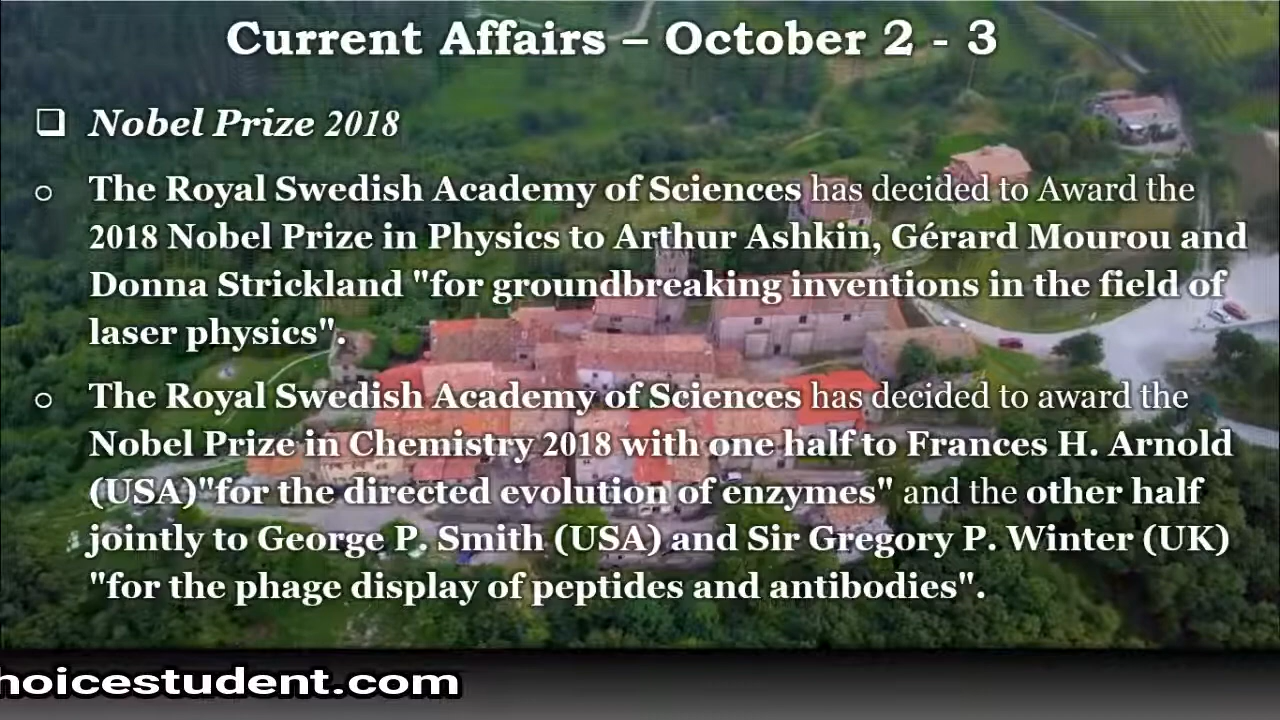 Current Affairs – October 2 - 3
❑ Nobel Prize 2018
o The Royal Swedish Academy of Sciences has decided to Award the
2018 Nobel Prize in Physics to Arthur Ashkin, Gérard Mourou and
Donna Strickland "for groundbreaking inventions in the field of
laser physics".
o The Royal Swedish Academy of Sciences has decided to award the
Nobel Prize in Chemistry 2018 with one half to Frances H. Arnold
(USA)"for the directed evolution of enzymes" and the other half
jointly to George P. Smith (USA) and Sir Gregory P. Winter (UK)
"for the phage display of peptides and antibodies".
hoicestudent.com